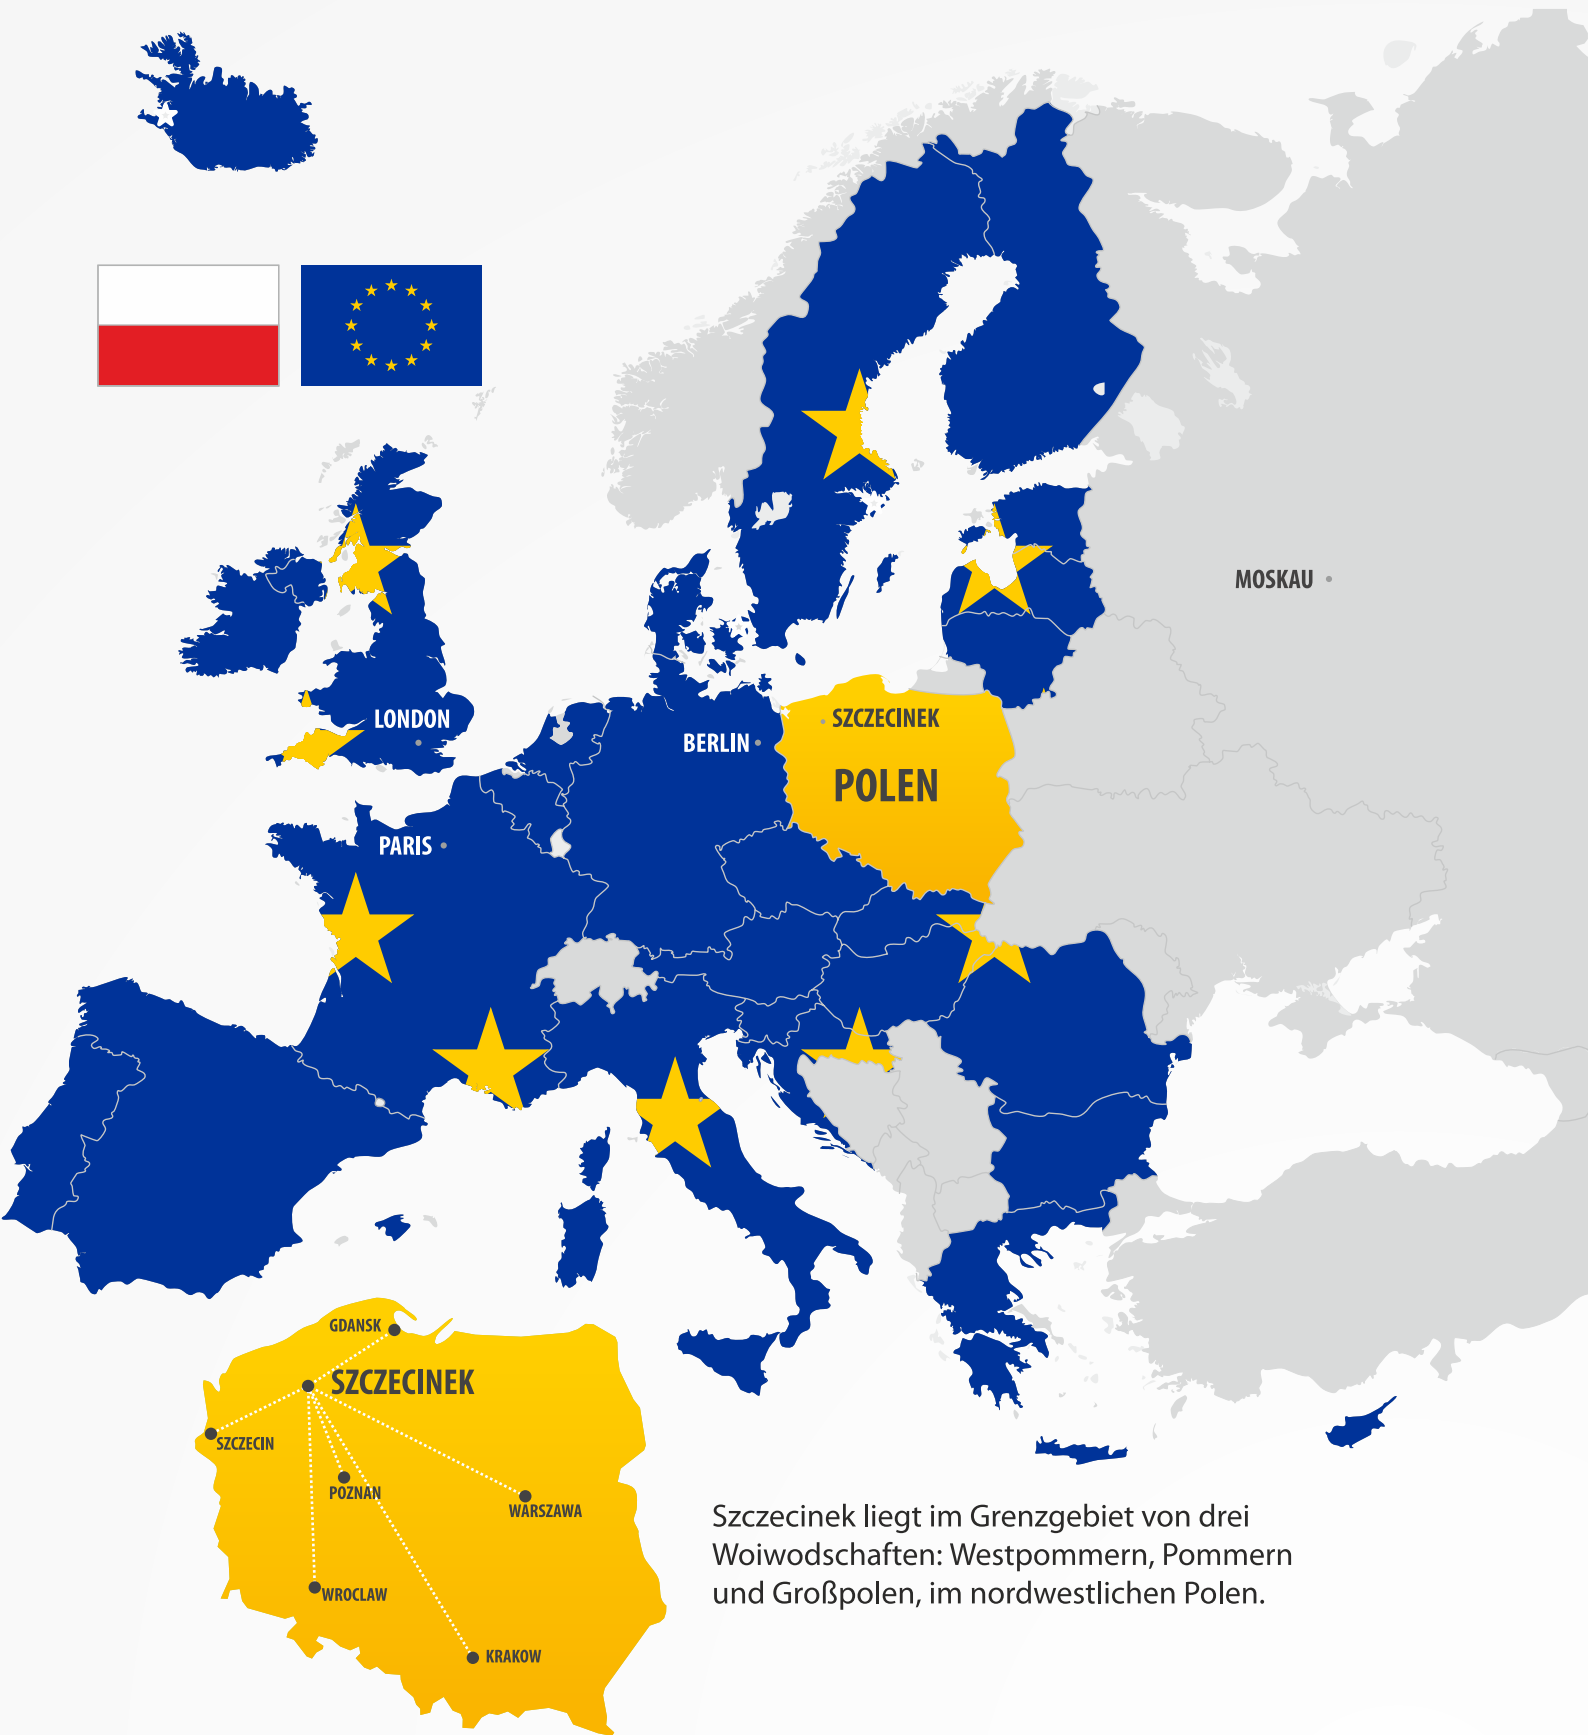 MOSKAU
LONDON
SZCZECINEK
BERLIN
POLEN
PARIS
GDANSK
SZCZECINEK
SZCZECIN
POZNAN
WARSZAWA
WROCLAW
KRAKOW
Szczecinek liegt im Grenzgebiet von drei
Woiwodschaften: Westpommern, Pommern
und Großpolen, im nordwestlichen Polen.